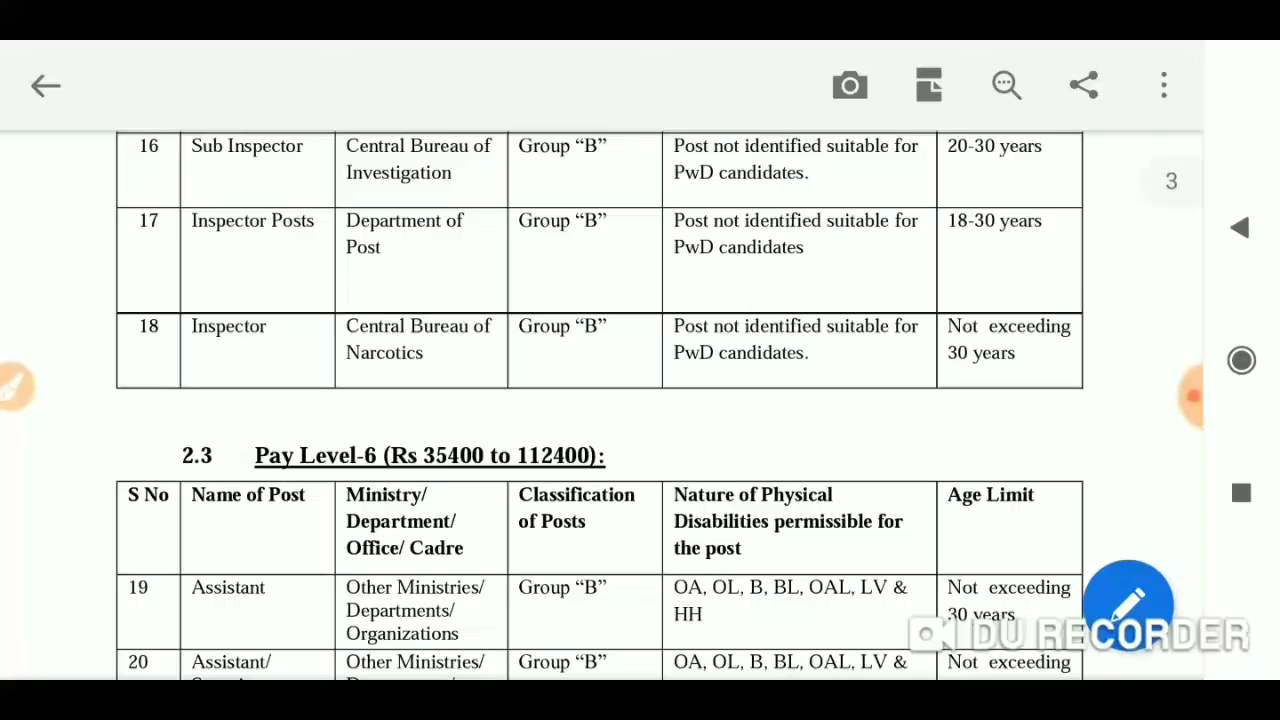 3
16 Sub Inspector Central Bureau of Group “B” Post not identified suitable for 20-30 years
Investigation PwD candidates.
17 Inspector Posts Department of Group “B” Post not identified suitable for 18-30 years
Post PwD candidates
18 Inspector Central Bureau of Group “B” Post not identified suitable for Not exceeding
Narcotics PwD candidates. 30 years
2.3 Pay Level-6 (Rs 35400 to 112400):
S No Name of Post Ministry/ Classification Nature of Physical Age Limit
Department/ of Posts Disabilities permissible for
Office/ Cadre the post
19 Assistant Other Ministries/ Group “B” OA, OL, B, BL, OAL, LV & Not exceeding
Departments/ HH 30 years
Organizations
20 Assistant/ Other Ministries/ Group “B” OA, OL, B, BL, OAL, LV & Not exceeding
DU RECORDER